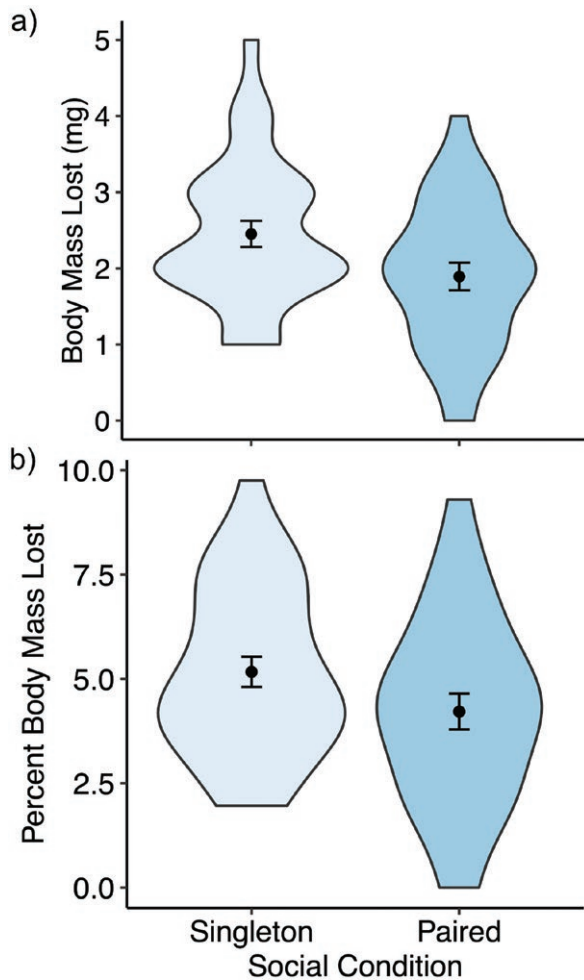 a)
Body Mass Lost (mg)
5
4
3
2
1
0
b)
Percent Body Mass Lost
10.0
7.5
5.0
2.5
0.0
Singleton Paired
Social Condition